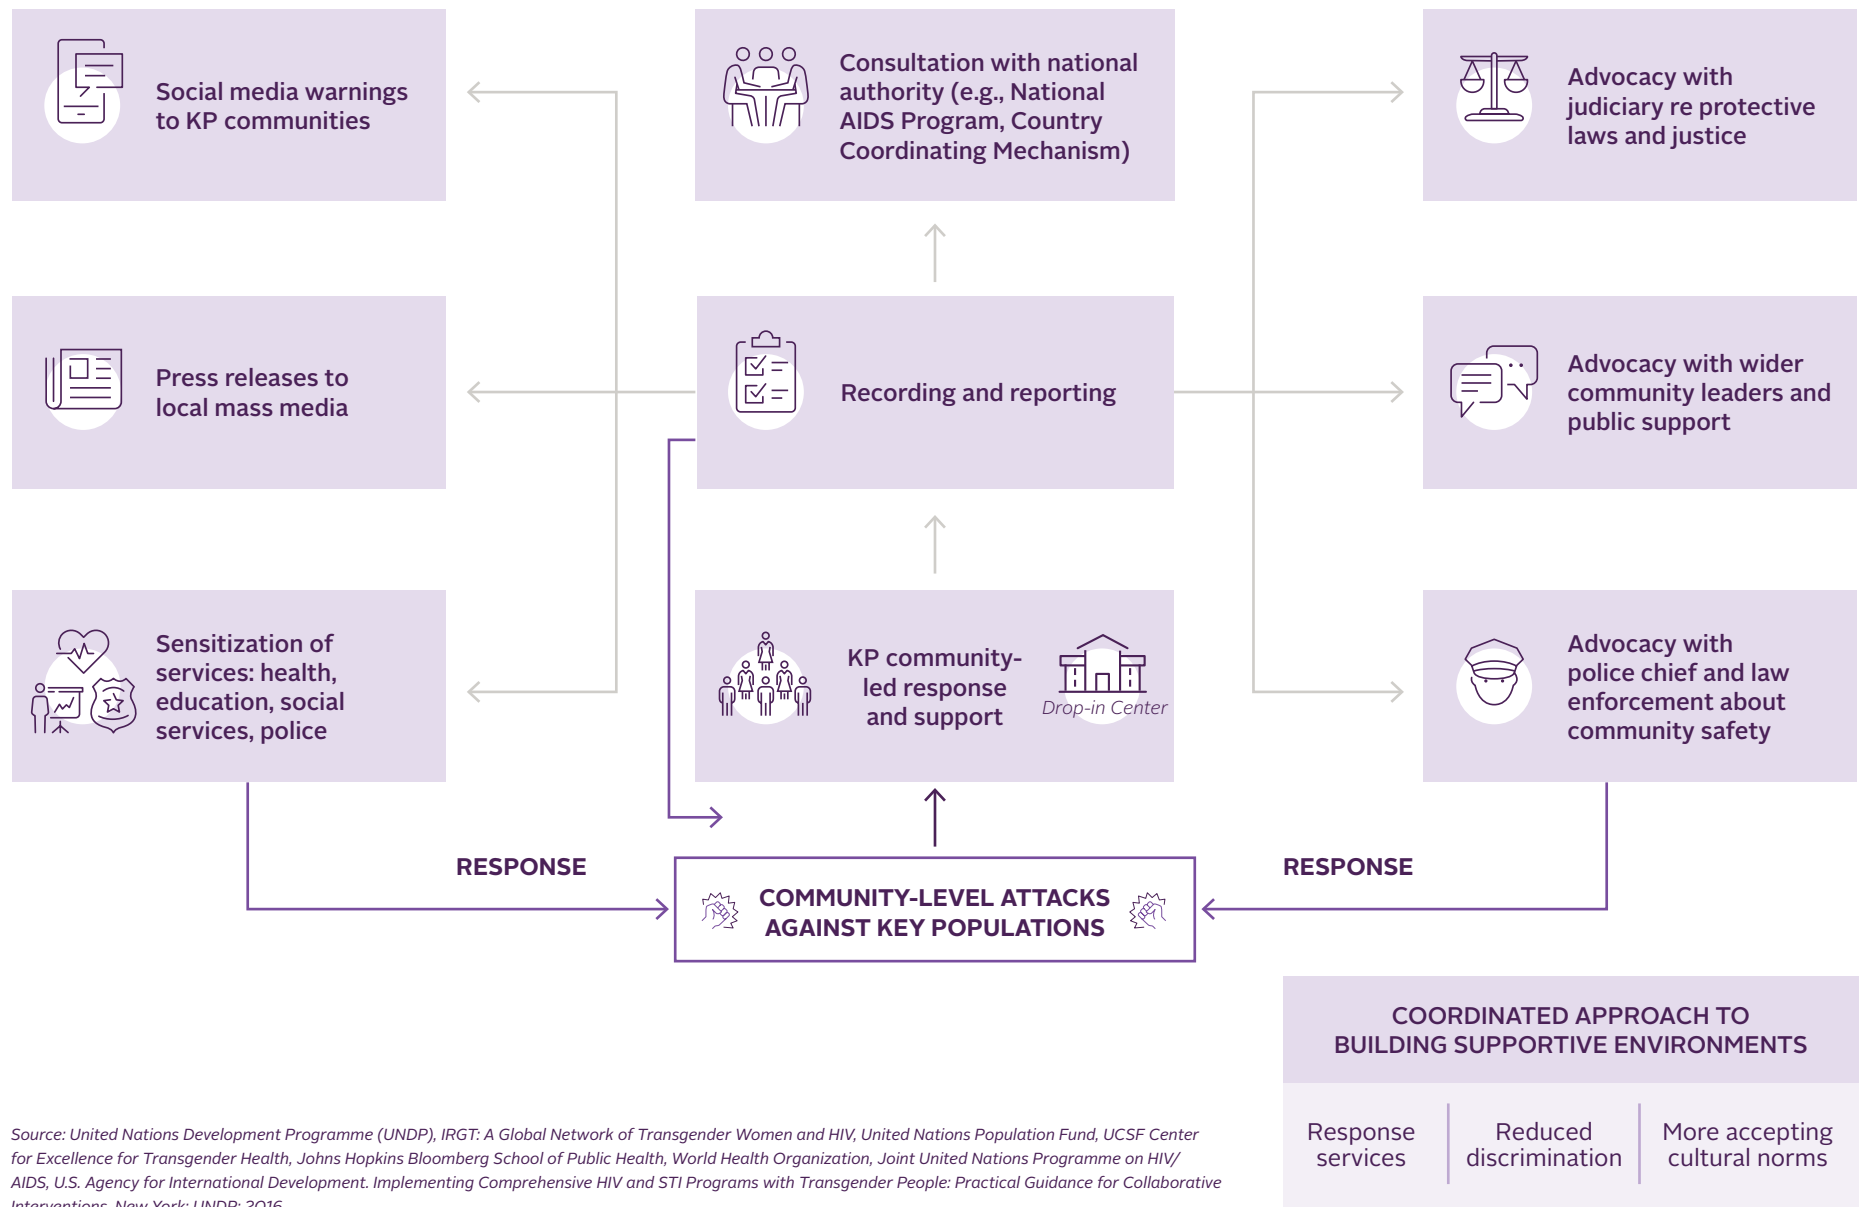 Social media warnings
to KP communities
Consultation with national
authority (e.g., National
AIDS Program, Country
Coordinating Mechanism)
Advocacy with
judiciary re protective
laws and justice
Press releases to
local mass media
Recording and reporting
Advocacy with wider
community leaders and
public support
Sensitization of
services: health,
education, social
services, police
KP community-
led response
and support
Drop-in Center
Advocacy with
police chief and law
enforcement about
community safety
RESPONSE
RESPONSE
COMMUNITY-LEVEL ATTACKS
AGAINST KEY POPULATIONS
COORDINATED APPROACH TO
BUILDING SUPPORTIVE ENVIRONMENTS
Response
services
Reduced
discrimination
More accepting
cultural norms
Source: United Nations Development Programme (UNDP), IRGT: A Global Network of Transgender Women and HIV, United Nations Population Fund, UCSF Center
for Excellence for Transgender Health, Johns Hopkins Bloomberg School of Public Health, World Health Organization, Joint United Nations Programme on HIV/
AIDS, U.S. Agency for International Development. Implementing Comprehensive HIV and STI Programs with Transgender People: Practical Guidance for Collaborative
Interventions. New York: UNDP; 2016.